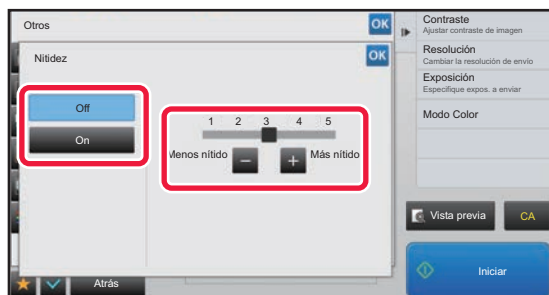 Otros
OK
Nitidez
OK
Off
On
1 2 3 4 5
Menos nítido
Más nítido
Atrás
Contraste
Ajustar contraste de imagen
Resolución
Cambiar la resolución de envío
Exposición
Especifique expos. a enviar
Modo Color
Vista previa
CA
Iniciar